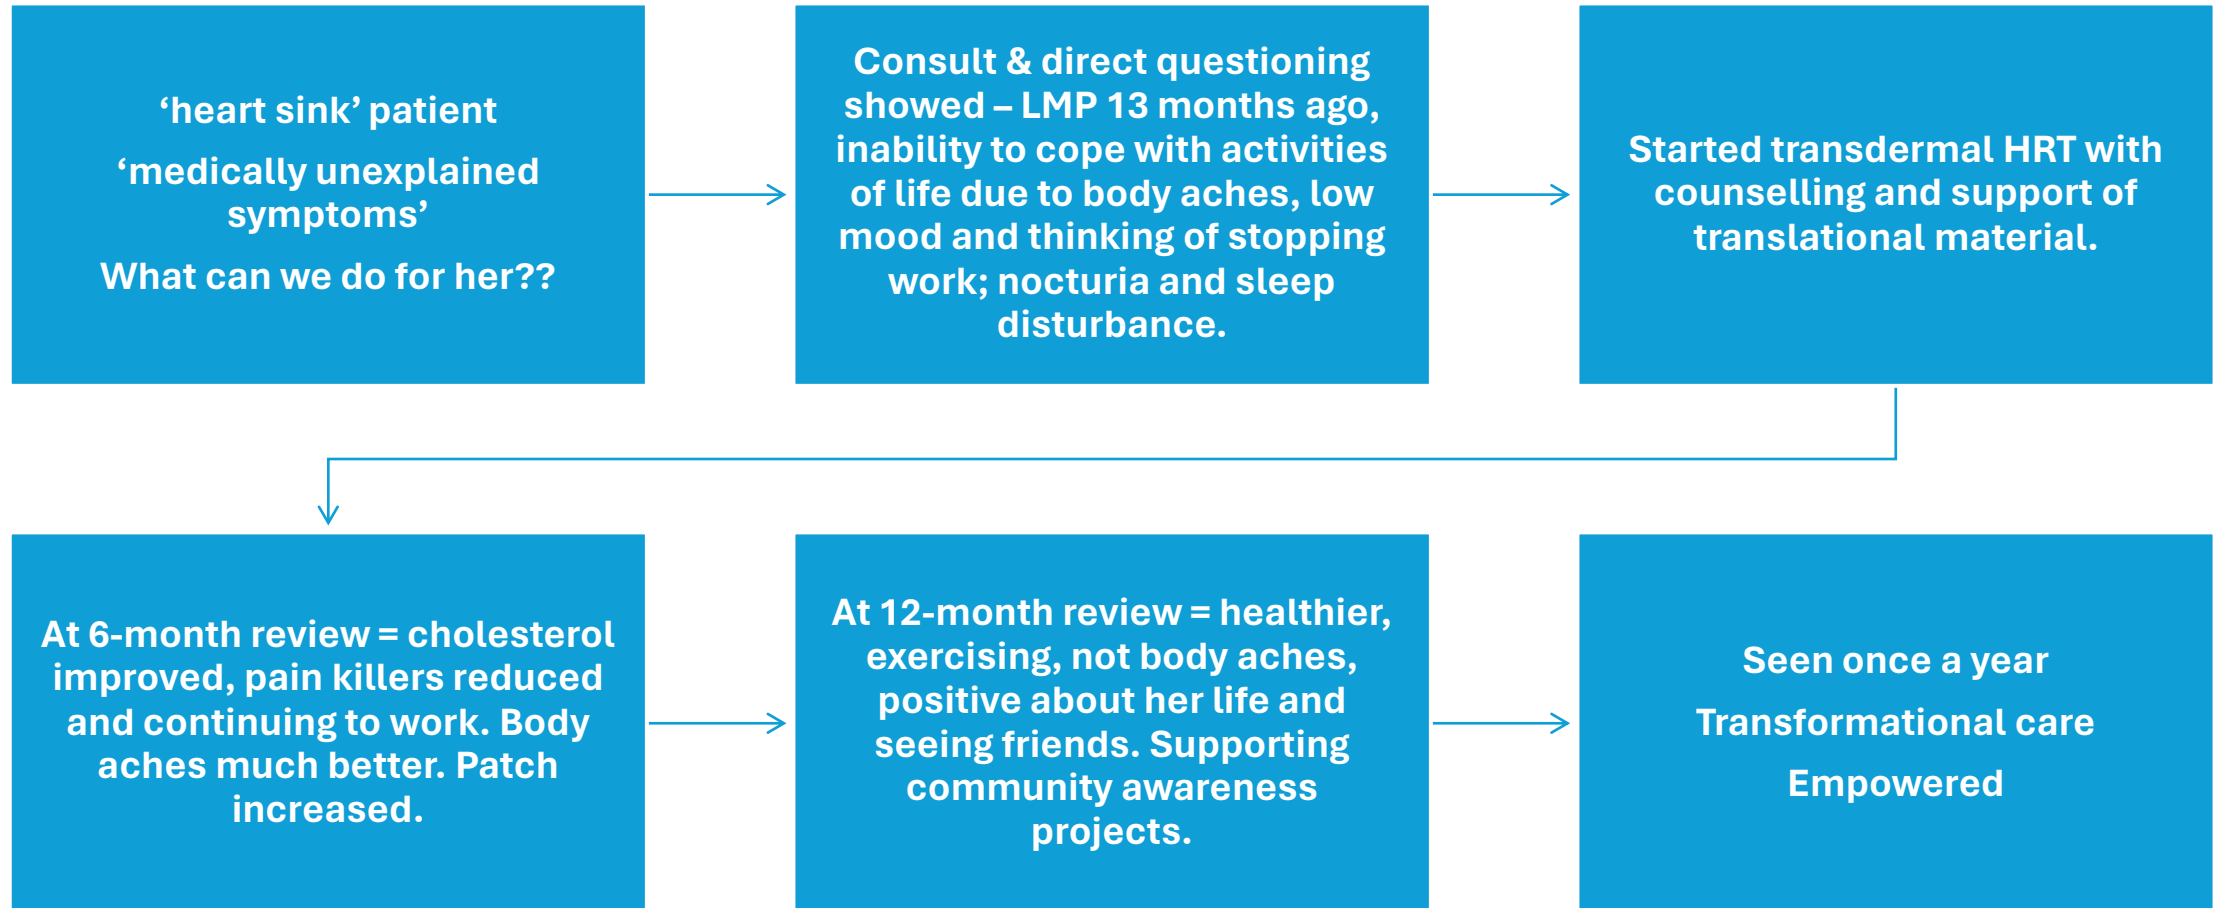 ‘heart sink’ patient
‘medically unexplained
symptoms’
What can we do for her??
Consult & direct questioning
showed – LMP 13 months ago,
inability to cope with activities
of life due to body aches, low
mood and thinking of stopping
work; nocturia and sleep
disturbance.
Started transdermal HRT with
counselling and support of
translational material.
At 6-month review = cholesterol
improved, pain killers reduced
and continuing to work. Body
aches much better. Patch
increased.
At 12-month review = healthier,
exercising, not body aches,
positive about her life and
seeing friends. Supporting
community awareness
projects.
Seen once a year
Transformational care
Empowered